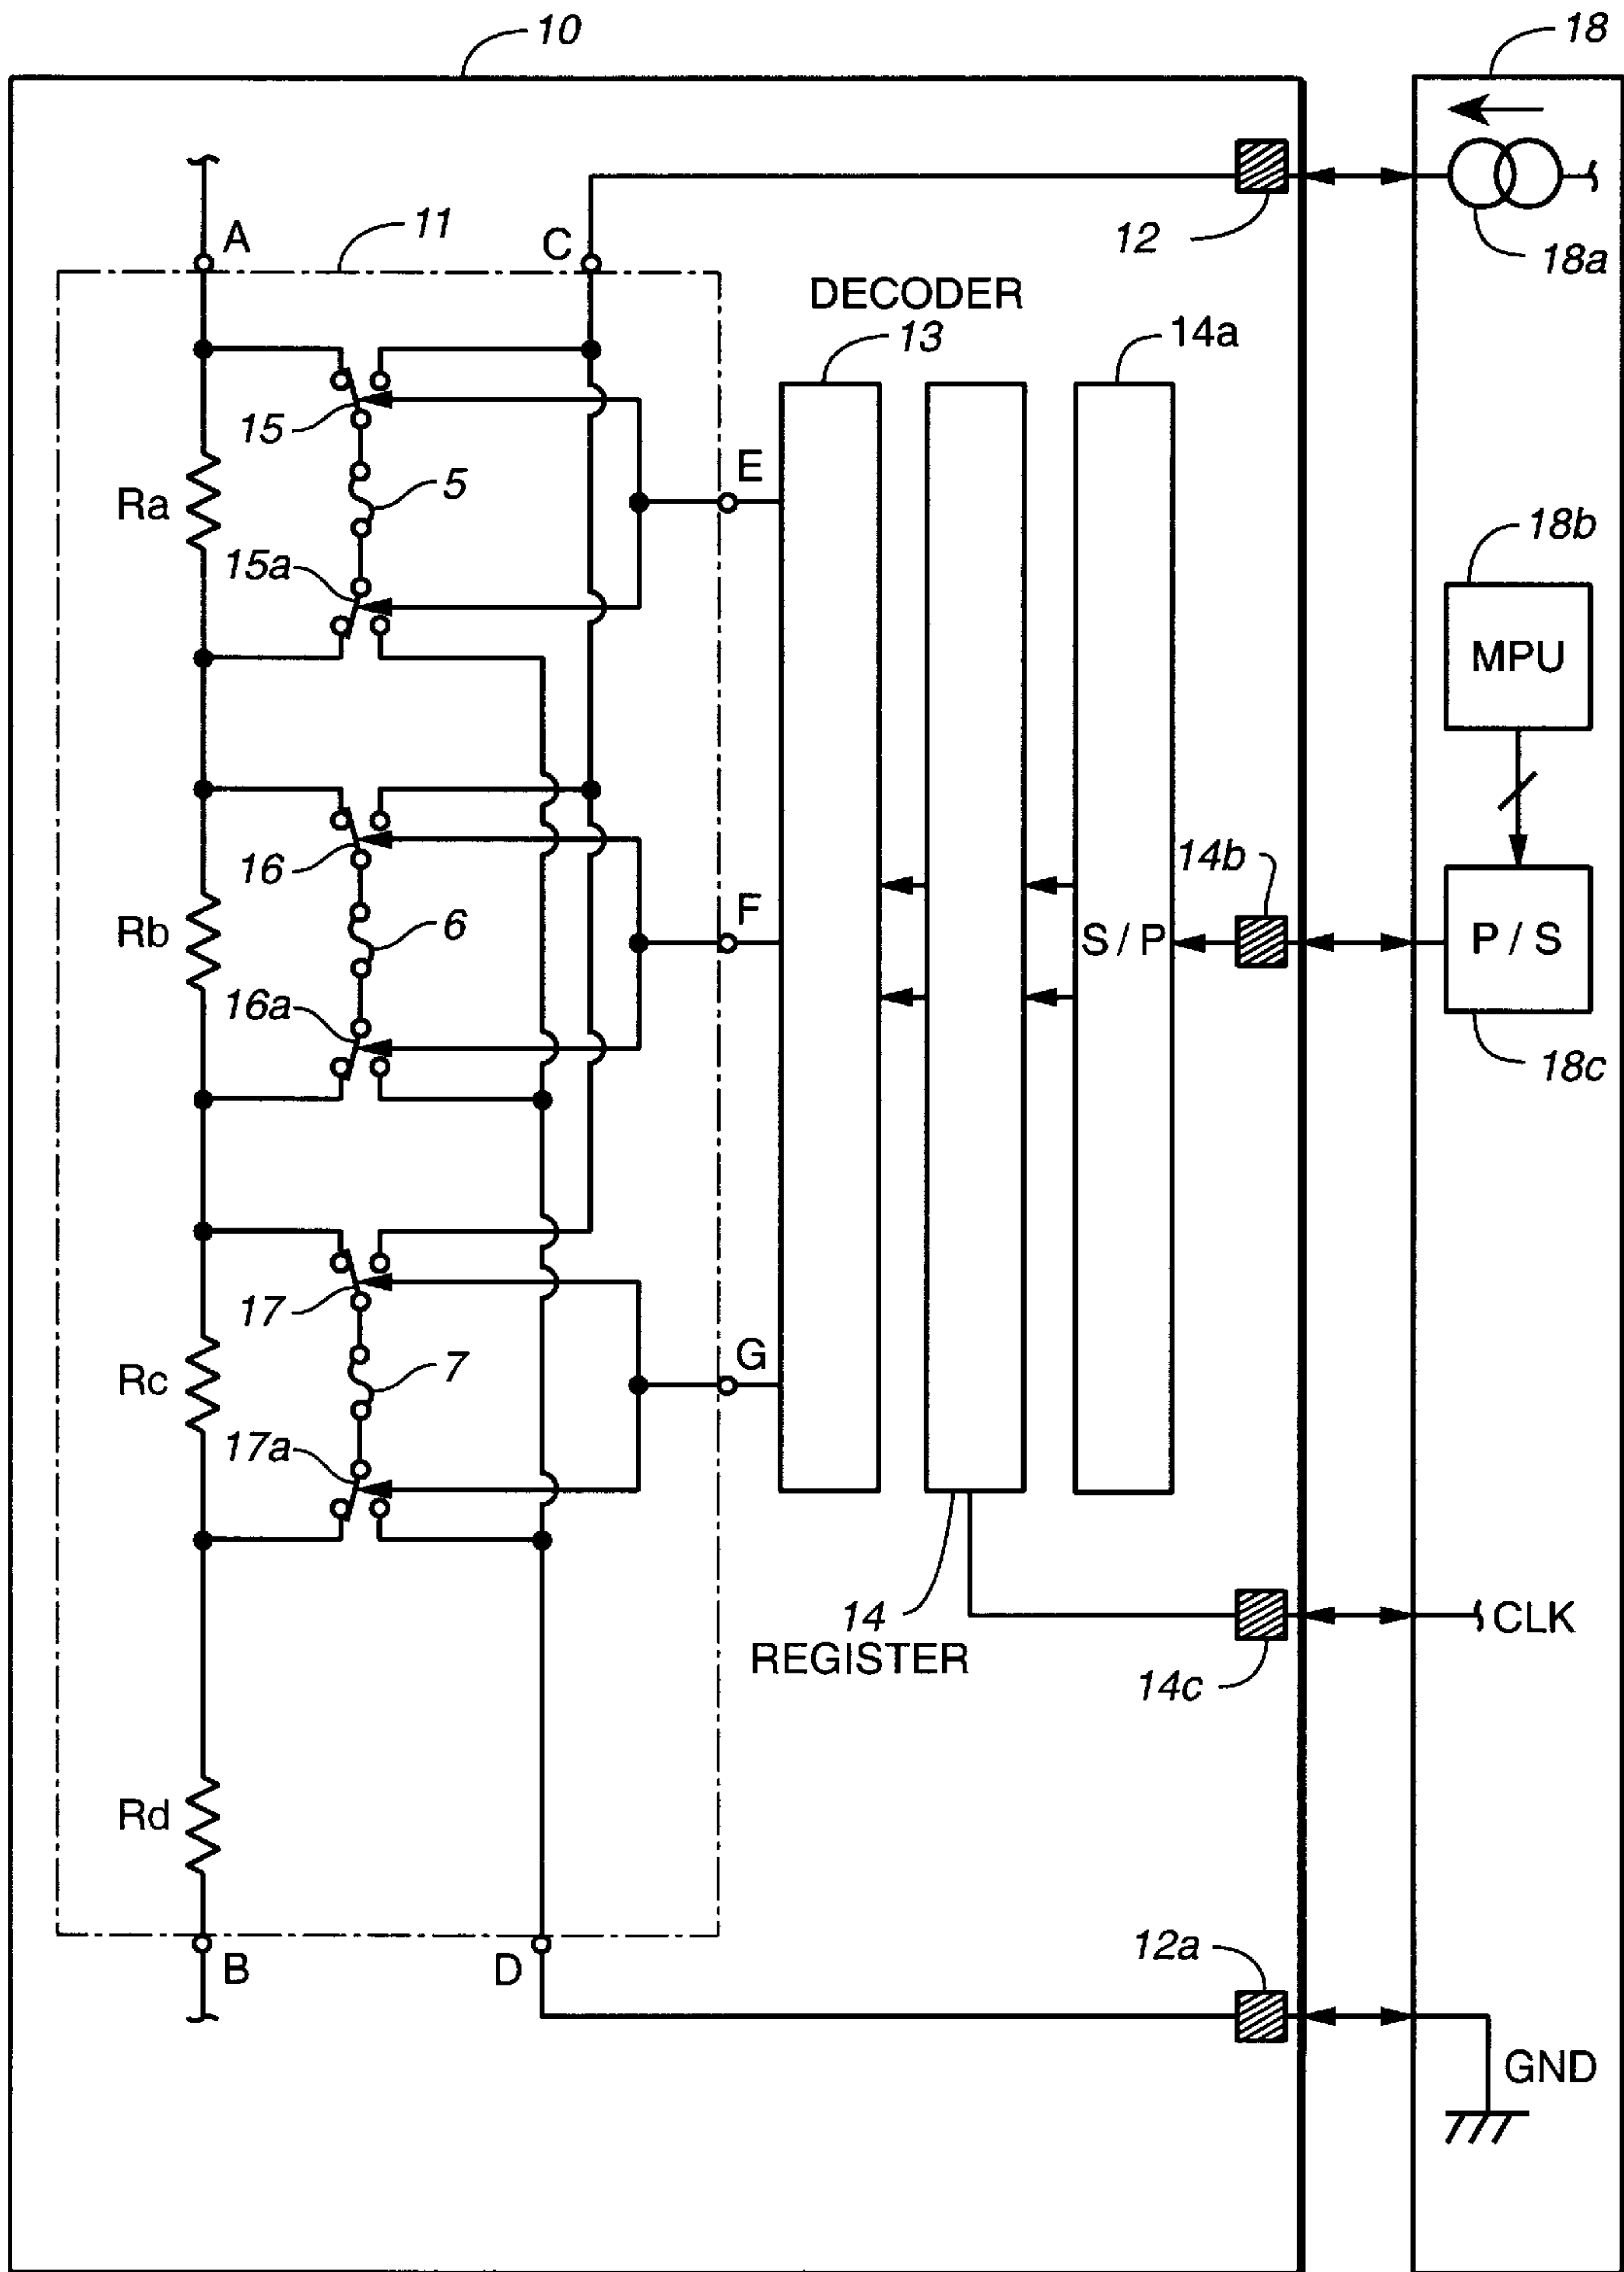 10
18
A
11
C
12
18a
DECODER
13
14a
15
E
Ra
5
18b
15a
MPU
14b
16
F
Rb
6
S / P
P / S
16a
18c
17
G
Rc
7
17a
14
CLK
REGISTER
14c
Rd
12a
B
D
GND